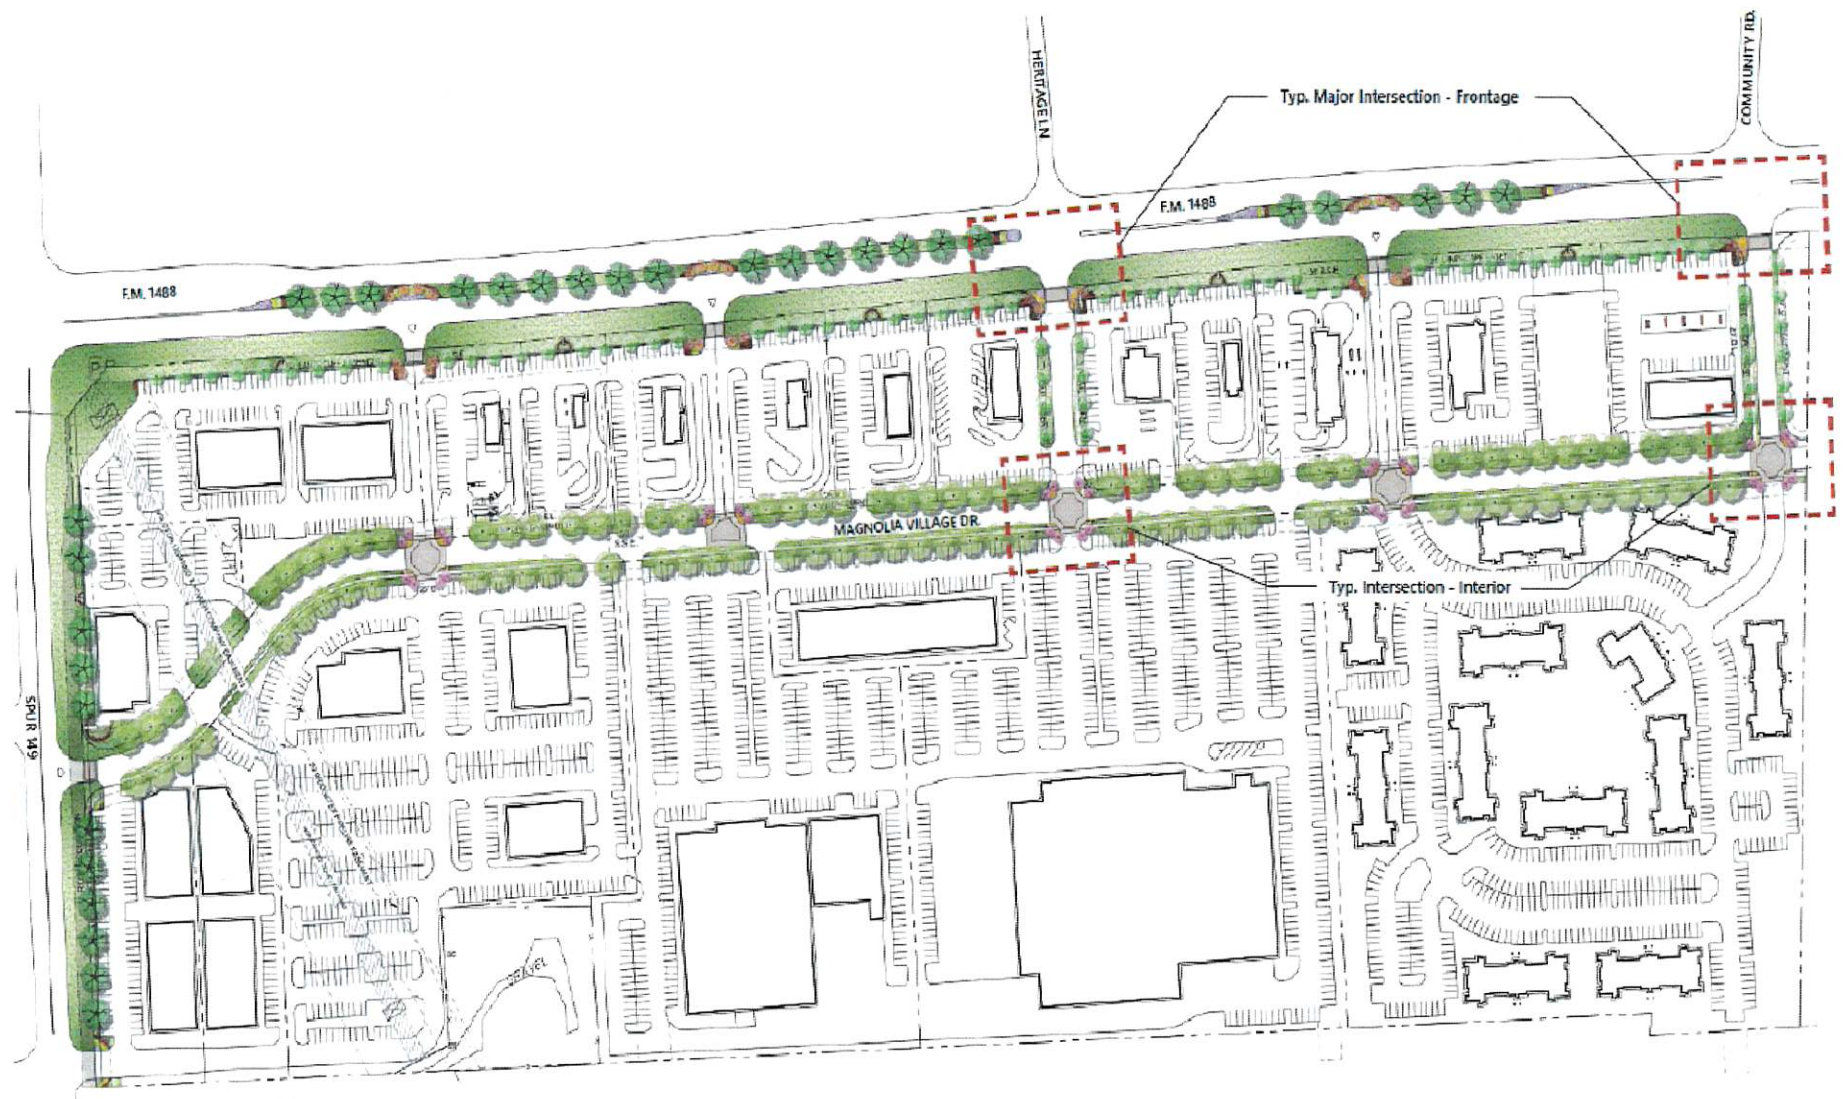 COMMUNITY RD.
HERITAGE LN
Typ. Major Intersection - Frontage
F.M. 1488
F.M. 1488
MAGNOLIA VILLAGE DR.
Typ. Intersection - Interior
SPUR 149